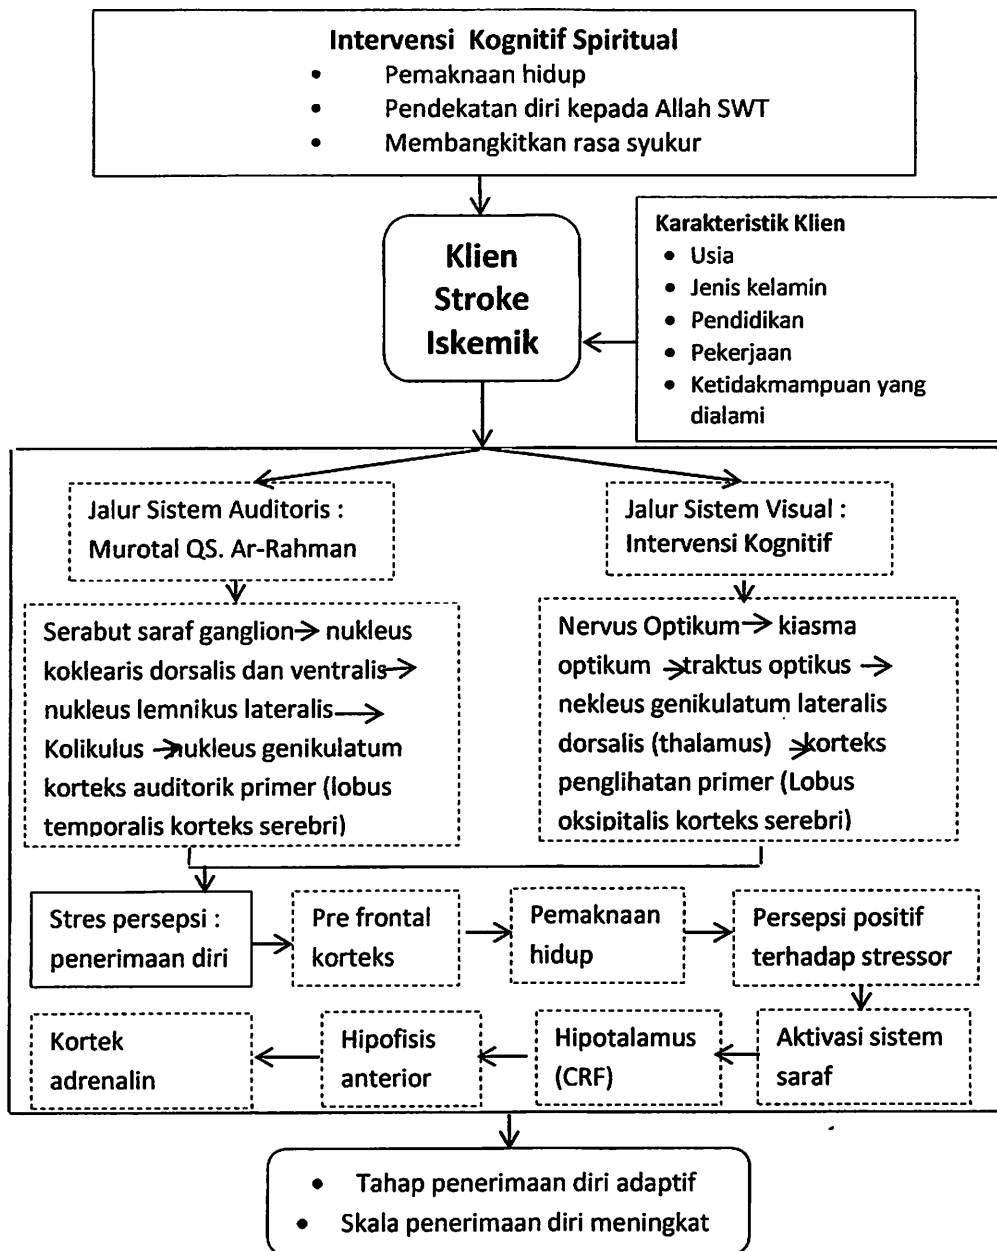 Intervensi Kognitif Spiritual
• Pemaknaan hidup
• Pendekatan diri kepada Allah SWT
• Membangkitkan rasa syukur
Klien
Stroke
Iskemik
Karakteristik Klien
• Usia
• Jenis kelamin
• Pendidikan
• Pekerjaan
• Ketidakmampuan yang
dialami
Jalur Sistem Auditoris :
Murotal QS. Ar-Rahman
Jalur Sistem Visual :
Intervensi Kognitif
Serabut saraf ganglion → nukleus
koklearis dorsalis dan ventralis →
nukleus lemnikus lateralis →
Kolikulus → nukleus genikulatum
korteks auditorik primer (lobus
temporalis korteks serebri)
Nervus Optikum → kiasma
optikum → traktus optikus →
nekleus genikulatum lateralis
dorsalis (thalamus) → korteks
penglihatan primer (Lobus
oksipitalis korteks serebri)
Stres persepsi :
penerimaan diri
Pre frontal
korteks
Pemaknaan
hidup
Persepsi positif
terhadap stressor
Aktivasi sistem
saraf
Hipotalamus
(CRF)
Hipofisis
anterior
Kortek
adrenalin
• Tahap penerimaan diri adaptif
• Skala penerimaan diri meningkat